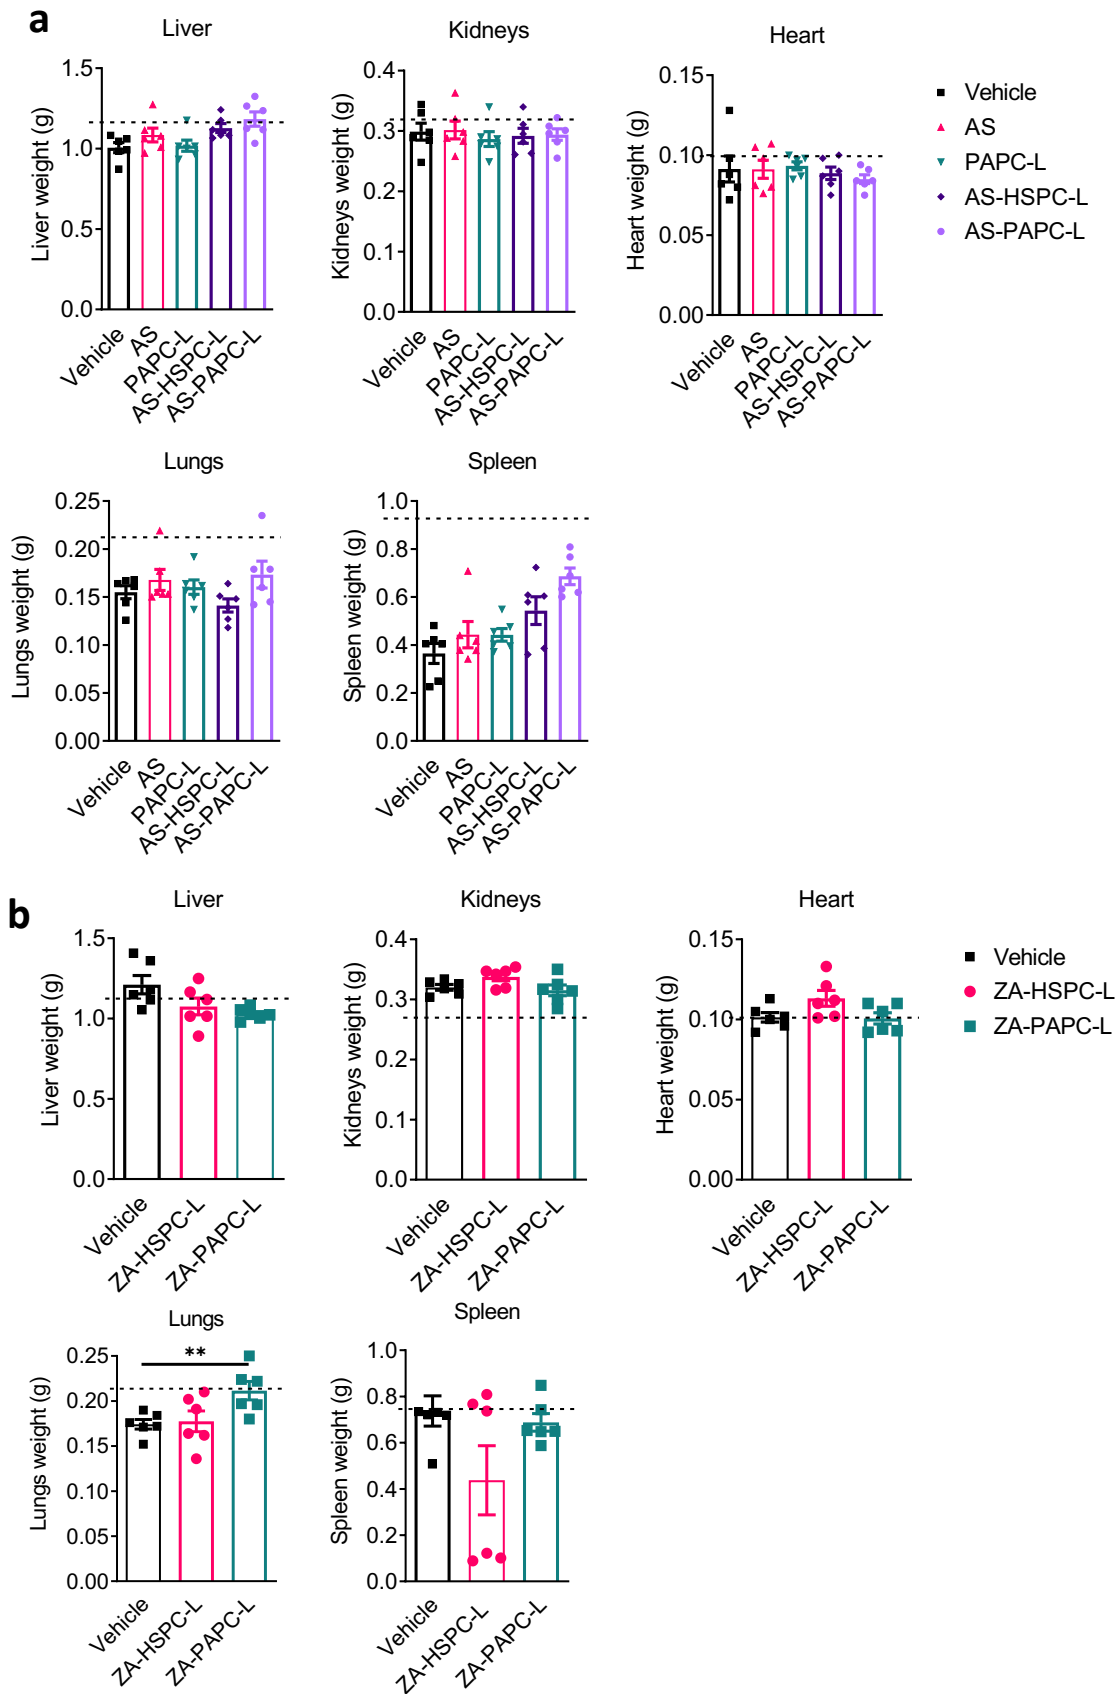 a
Liver
Liver weight (g)
1.5
1.0
0.5
0.0
Vehicle
AS
PAPC-L
AS-HSPC-L
AS-PAPC-L
Kidneys
Kidneys weight (g)
0.4
0.3
0.2
0.1
0.0
Vehicle
AS
PAPC-L
AS-HSPC-L
AS-PAPC-L
Heart
Heart weight (g)
0.15
0.10
0.05
0.00
Vehicle
AS
PAPC-L
AS-HSPC-L
AS-PAPC-L
Vehicle
AS
PAPC-L
AS-HSPC-L
AS-PAPC-L
Lungs
Lungs weight (g)
0.25
0.20
0.15
0.10
0.05
0.00
Vehicle
AS
PAPC-L
AS-HSPC-L
AS-PAPC-L
Spleen
Spleen weight (g)
1.0
0.8
0.6
0.4
0.2
0.0
Vehicle
AS
PAPC-L
AS-HSPC-L
AS-PAPC-L
b
Liver
Liver weight (g)
1.5
1.0
0.5
0.0
Vehicle
ZA-HSPC-L
ZA-PAPC-L
Kidneys
Kidneys weight (g)
0.4
0.3
0.2
0.1
0.0
Vehicle
ZA-HSPC-L
ZA-PAPC-L
Heart
Heart weight (g)
0.15
0.10
0.05
0.00
Vehicle
ZA-HSPC-L
ZA-PAPC-L
Vehicle
ZA-HSPC-L
ZA-PAPC-L
Lungs
Lungs weight (g)
0.25
0.20
0.15
0.10
0.05
0.00
**
Vehicle
ZA-HSPC-L
ZA-PAPC-L
Spleen
Spleen weight (g)
1.0
0.8
0.6
0.4
0.2
0.0
Vehicle
ZA-HSPC-L
ZA-PAPC-L